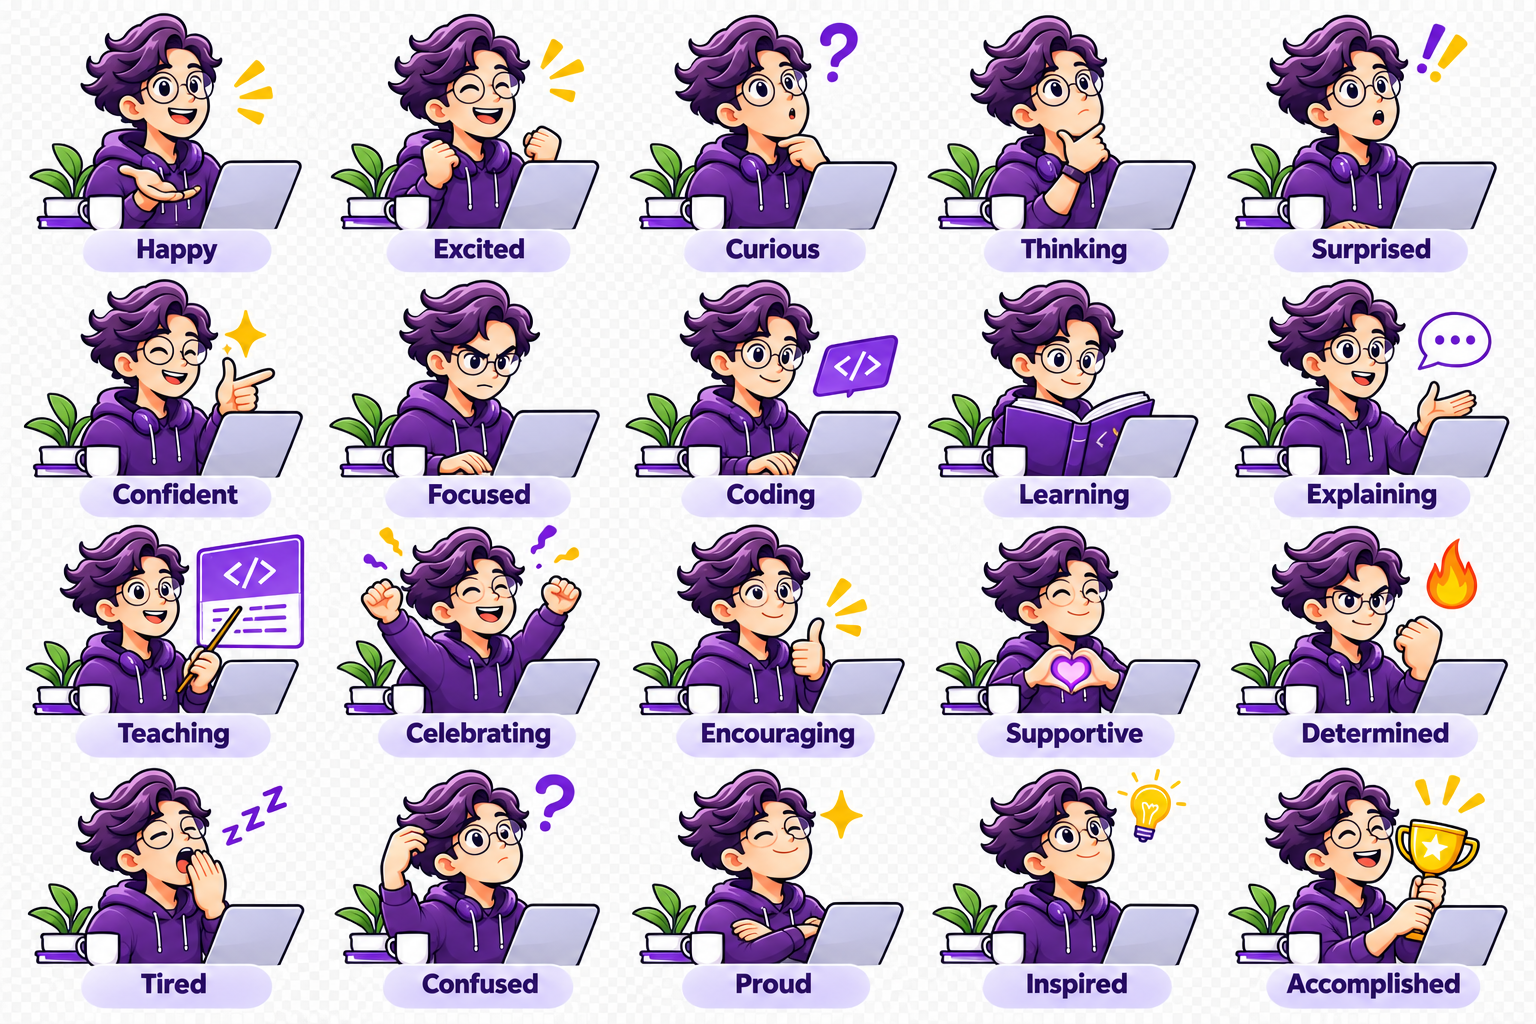 ?
!!
Happy
Excited
Curious
Thinking
Surprised
</>
...
Confident
Focused
Coding
Learning
Explaining
</>
Teaching
Celebrating
Encouraging
Supportive
Determined
zzz
?
Tired
Confused
Proud
Inspired
Accomplished